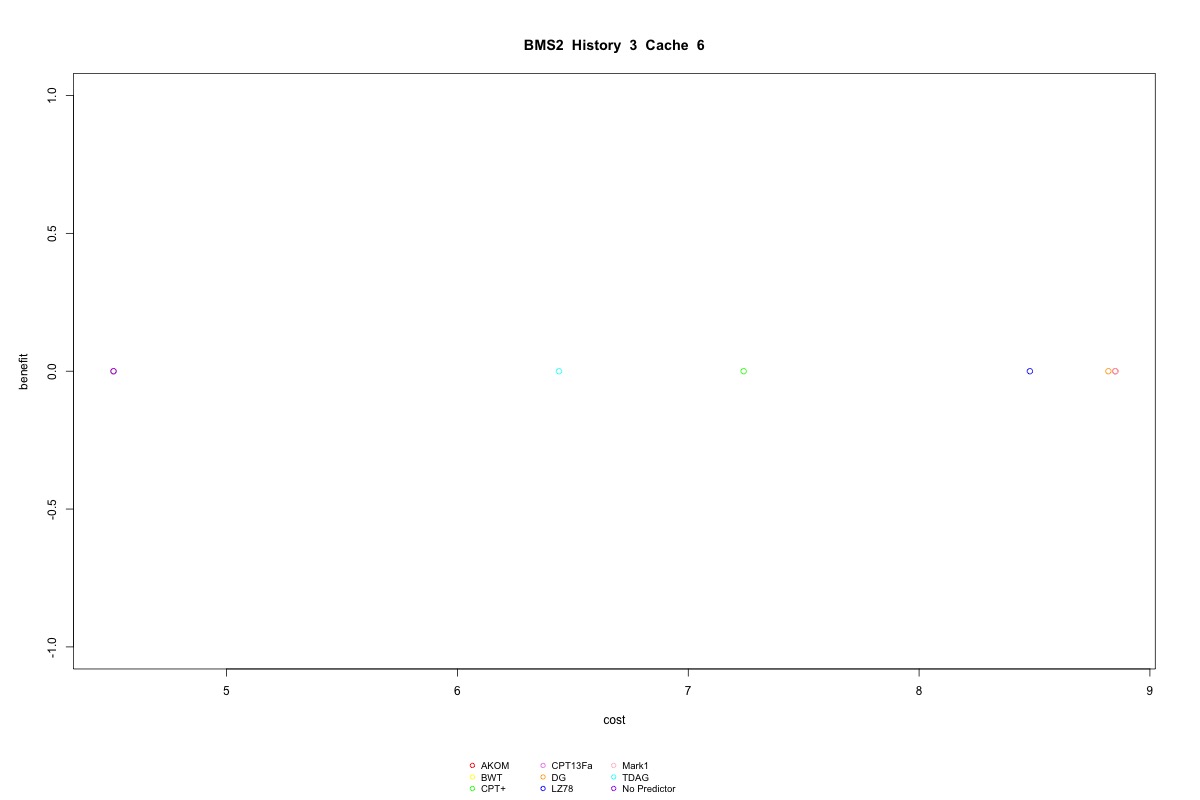 BMS2 History 3 Cache 6
1.0
0.5
0.0
-0.5
-1.0
benefit
5 6 7 8 9
cost
AKOM CPT13Fa Mark1
BWT DG TDAG
CPT+ LZ78 No Predictor